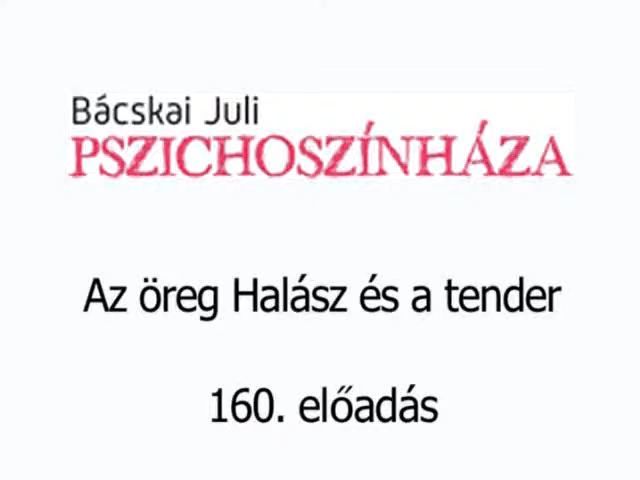 Bácskai Juli
PSZICHOSZÍNHÁZA
Az öreg Halász és a tender
160. előadás